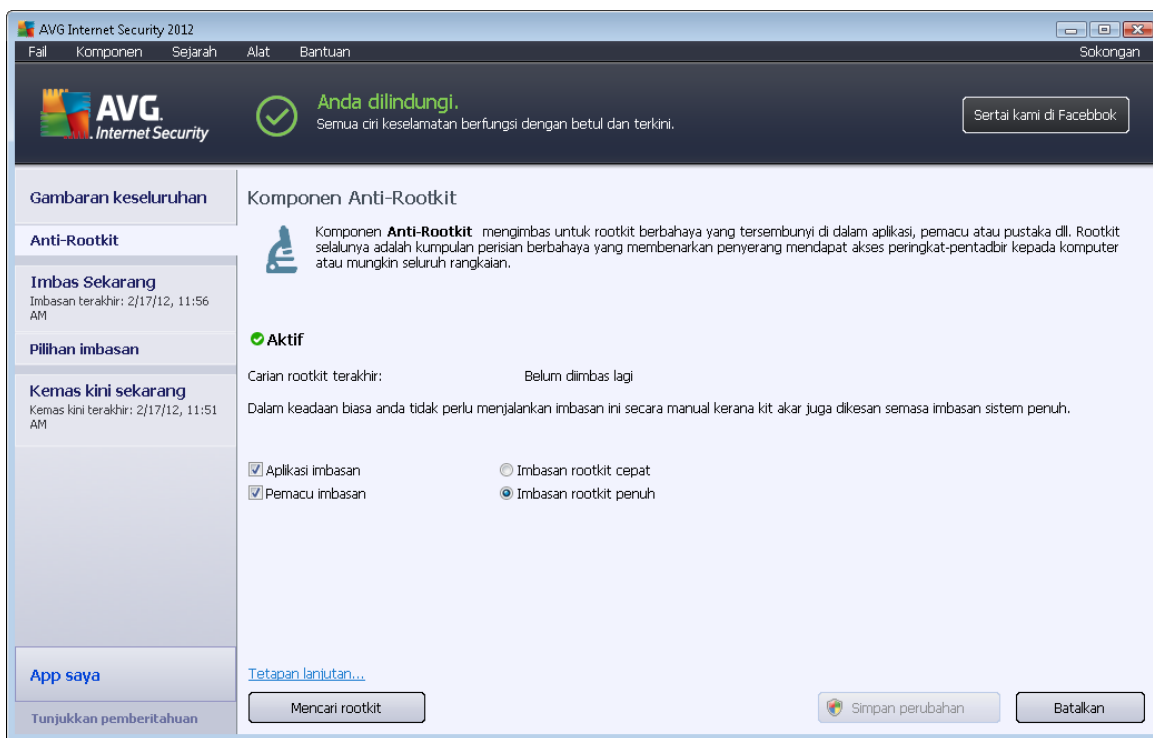 AVG Internet Security 2012
Fail Komponen Sejarah Alat Bantuan Sokongan
AVG.
Internet Security
Anda dilindungi.
Semua ciri keselamatan berfungsi dengan betul dan terkini.
Sertai kami di Facebbok
Gambaran keseluruhan
Anti-Rootkit
Imbas Sekarang
Imbasan terakhir: 2/17/12, 11:56
AM
Pilihan imbasan
Kemas kini sekarang
Kemas kini terakhir: 2/17/12, 11:51
AM
App saya
Tunjukkan pemberitahuan
Komponen Anti-Rootkit
Komponen Anti-Rootkit mengimbas untuk rootkit berbahaya yang tersembunyi di dalam aplikasi, pemacu atau pustaka dll. Rootkit
selalunya adalah kumpulan perisian berbahaya yang membenarkan penyerang mendapat akses peringkat-pentadbir kepada komputer
atau mungkin seluruh rangkaian.
Aktif
Carian rootkit terakhir: Belum diimbas lagi
Dalam keadaan biasa anda tidak perlu menjalankan imbasan ini secara manual kerana kit akar juga dikesan semasa imbasan sistem penuh.
Aplikasi imbasan Imbasan rootkit cepat
Pemacu imbasan Imbasan rootkit penuh
Tetapan lanjutan...
Mencari rootkit Simpan perubahan Batalkan